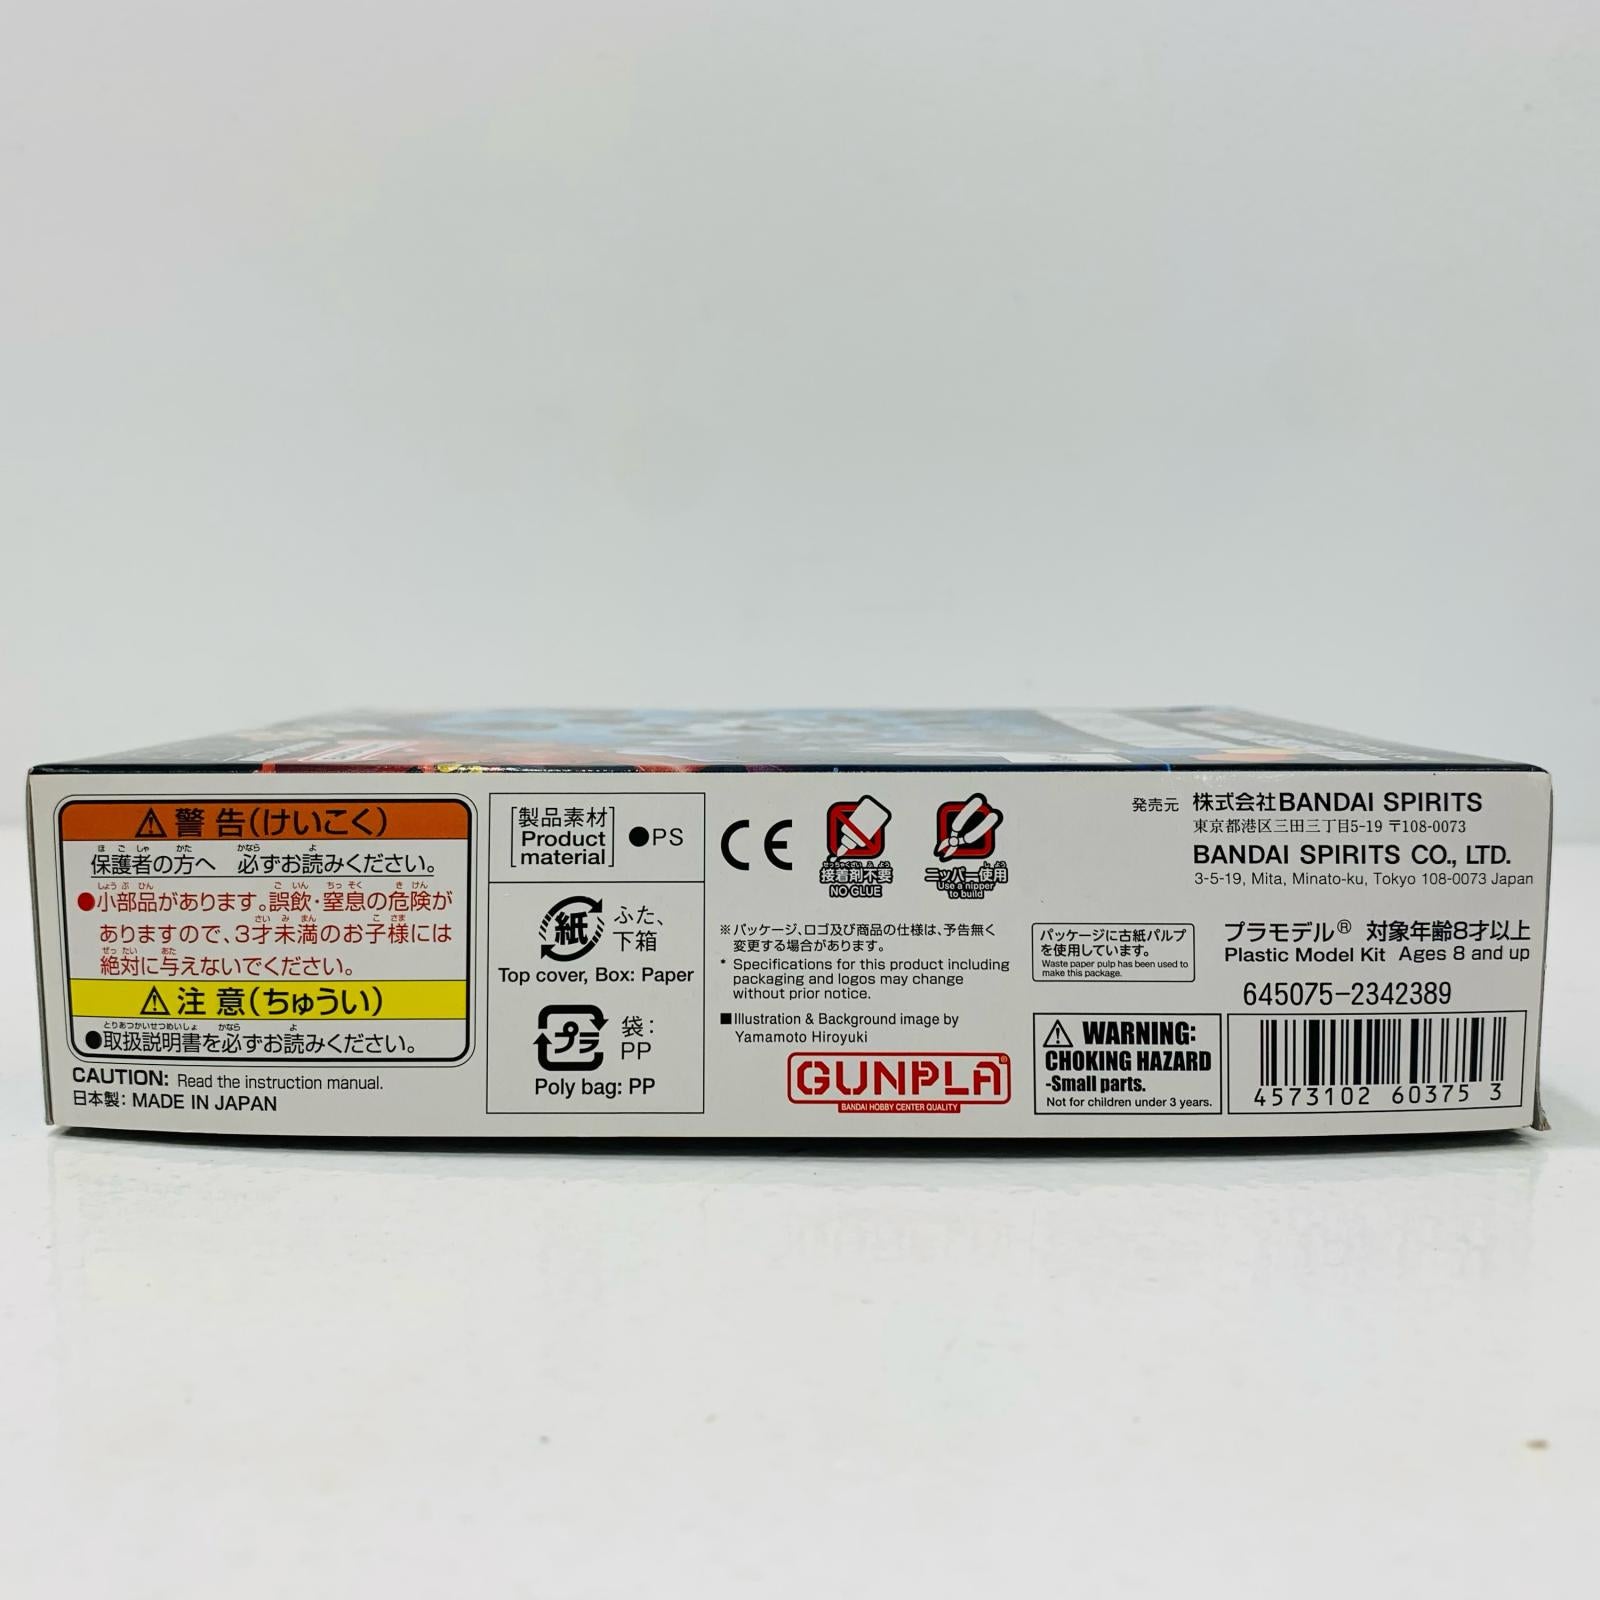 警告(けいこく)
保護者の方へ 必ずお読みください。
●小部品があります。誤飲・窒息の危険が
ありますので、3才未満のお子様には
絶対に与えないでください。
注意(ちゅうい)
●取扱説明書を必ずお読みください。
CAUTION: Read the instruction manual.
日本製: MADE IN JAPAN
[製品素材]
Product
material
●PS
紙
ふた、
下箱
Top cover, Box: Paper
プラ
袋:
PP
Poly bag: PP
CE
接着剤不要
NO GLUE
ニッパー使用
Use a nipper
to build
※パッケージ、ロゴ及び商品の仕様は、予告無く
変更する場合があります。
* Specifications for this product including
packaging and logos may change
without prior notice.
■Illustration & Background image by
Yamamoto Hiroyuki
GUNPLA®
BANDAI HOBBY CENTER QUALITY
発売元 株式会社BANDAI SPIRITS
東京都港区三田三丁目5-19 〒108-0073
BANDAI SPIRITS CO., LTD.
3-5-19, Mita, Minato-ku, Tokyo 108-0073 Japan
パッケージに古紙パルプ
を使用しています。
Waste paper pulp has been used to
make this package.
プラモデル® 対象年齢8才以上
Plastic Model Kit Ages 8 and up
645075-2342389
WARNING:
CHOKING HAZARD
-Small parts.
Not for children under 3 years.
4573102 60375 3